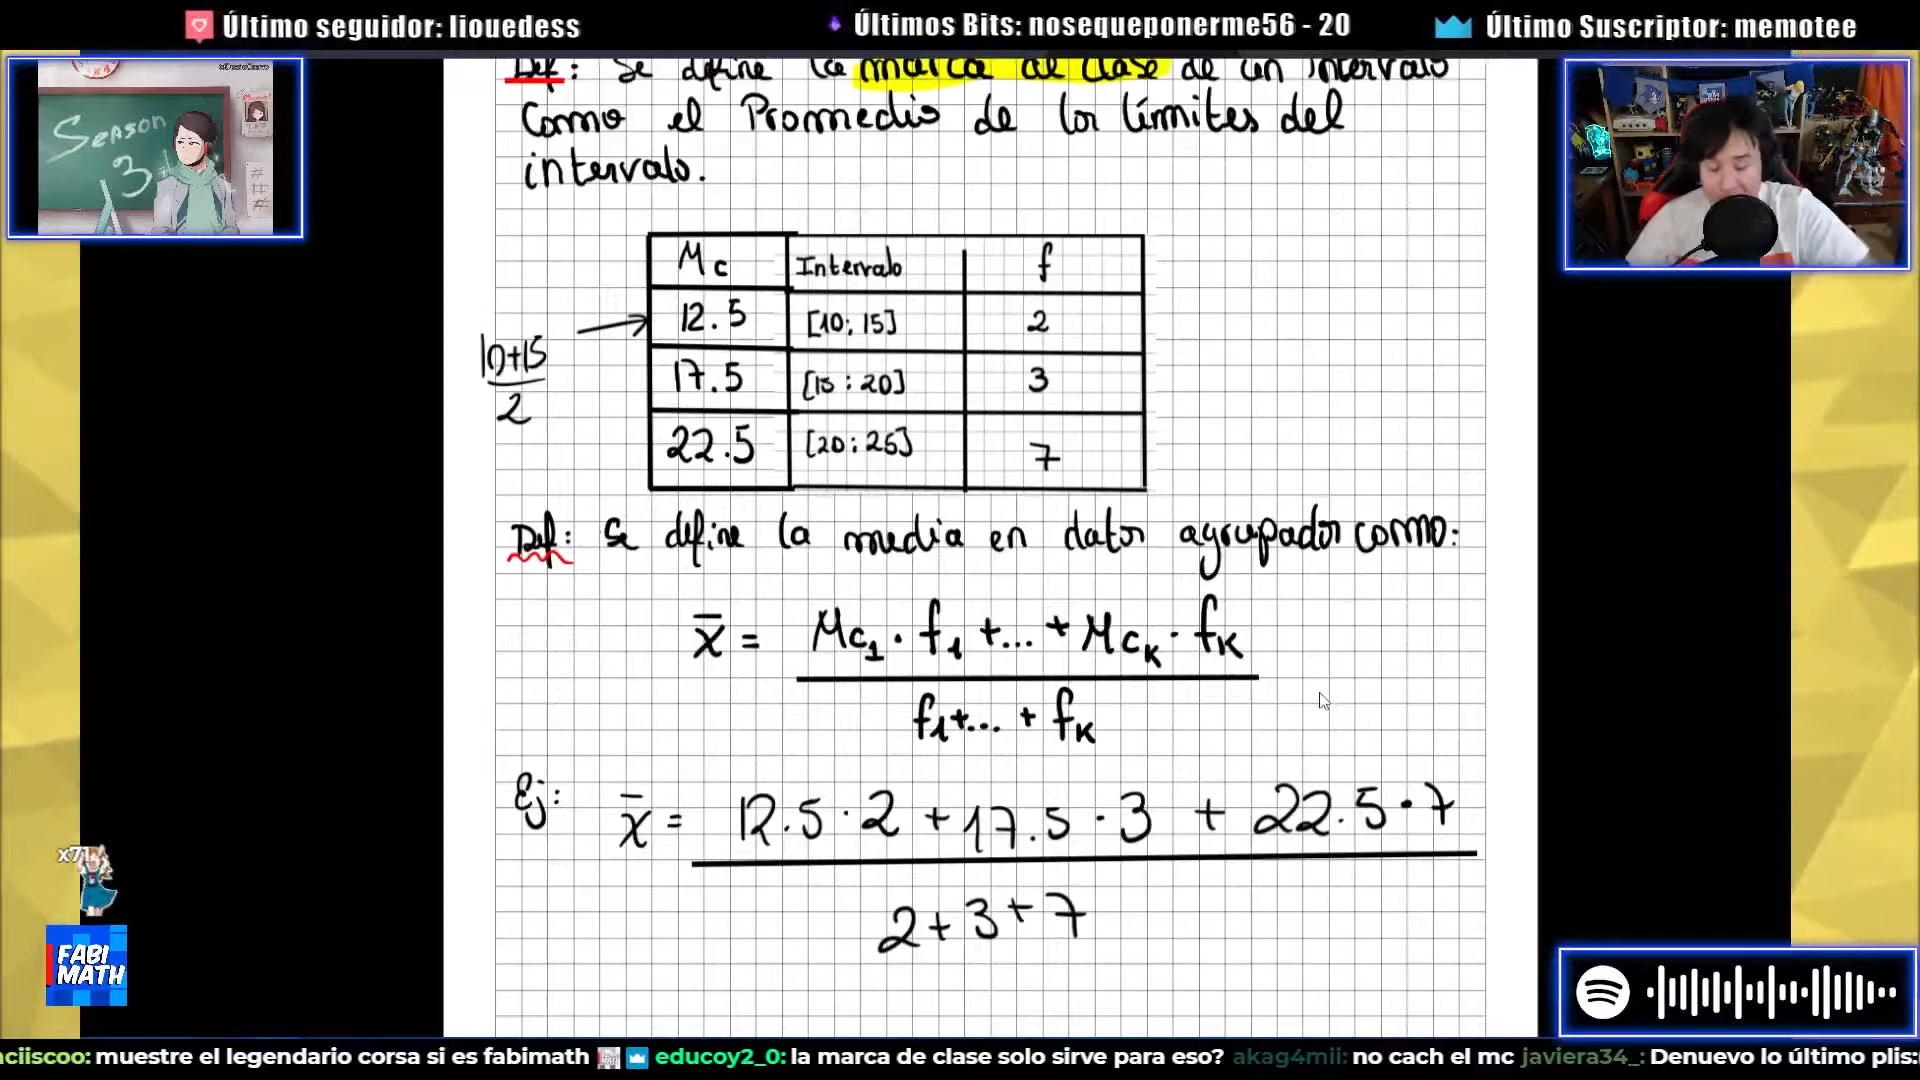 Último seguidor: liouedess
Últimos Bits: nosequeponerme56 - 20
Último Suscriptor: memotee
Season
3
Def: Se define la marca de clase de un intervalo
Como el Promedio de los límites del
intervalo.
Mc Intervalo f
12.5 [10; 15] 2
17.5 [15 ; 20] 3
22.5 [20 ; 25] 7
10+15
2
Def: Se define la media en datos agrupados como:
x̄ = Mc₁ · f₁ + ... + Mcₖ · fₖ
f₁ + ... + fₖ
Ej: x̄ = 12.5 · 2 + 17.5 · 3 + 22.5 · 7
2 + 3 + 7
x71
FABI
MATH
aciiscoo: muestre el legendario corsa si es fabimath educoy2_0: la marca de clase solo sirve para eso? akag4mii: no cach el mc javiera34_: Denuevo lo último plis: